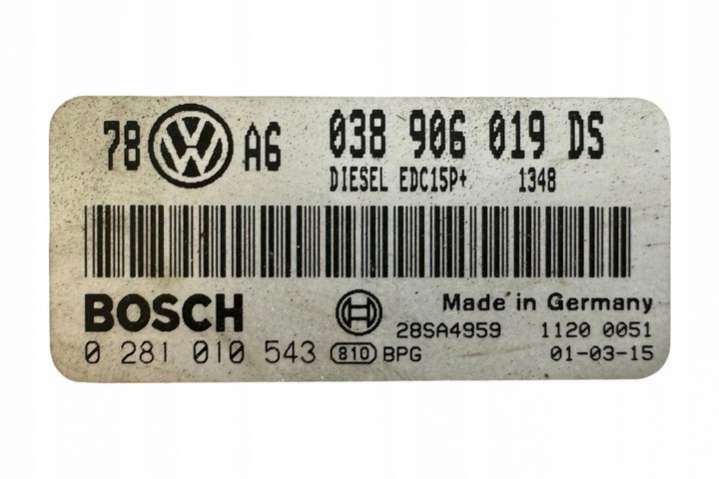 78 VW A6 038 906 019 DS
DIESEL EDC15P+ 1348
BOSCH Made in Germany
28SA4959 1120 0051
0 281 010 543 810 BPG 01-03-15